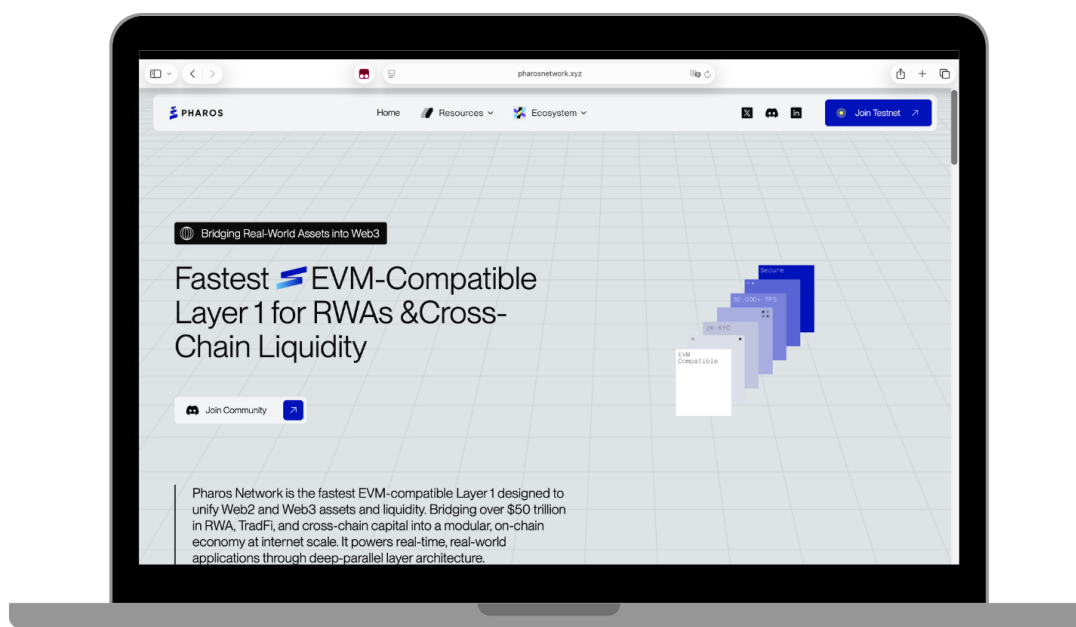 pharosnetwork.xyz
PHAROS
Home
Resources
Ecosystem
Join Testnet
Bridging Real-World Assets into Web3
Fastest EVM-Compatible
Layer 1 for RWAs &Cross-
Chain Liquidity
Secure
30,000+ TPS
zk-KYC
EVM
Compatible
Join Community
Pharos Network is the fastest EVM-compatible Layer 1 designed to
unify Web2 and Web3 assets and liquidity. Bridging over $50 trillion
in RWA, TradFi, and cross-chain capital into a modular, on-chain
economy at internet scale. It powers real-time, real-world
applications through deep-parallel layer architecture.